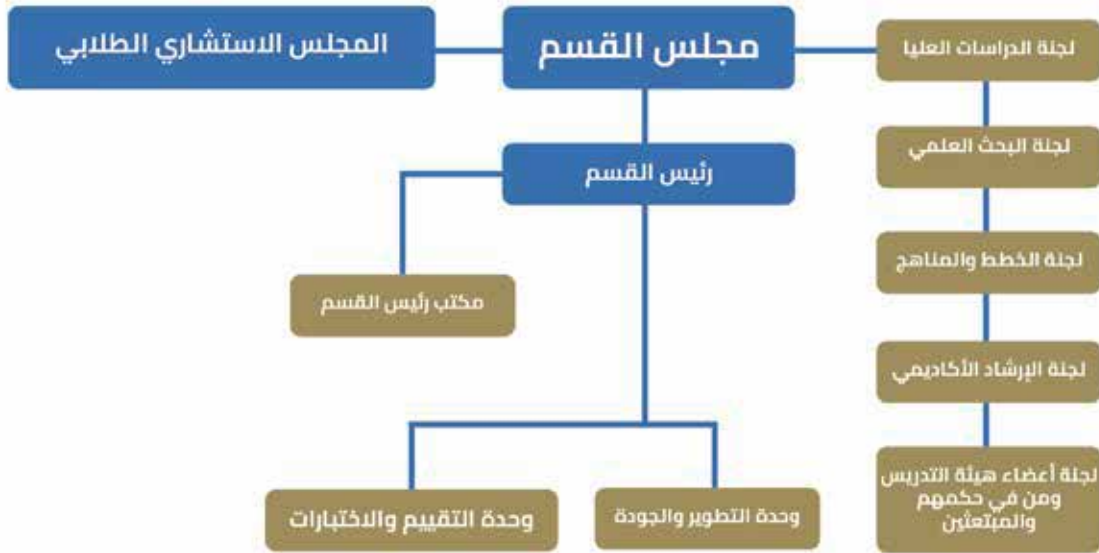 لجنة الدراسات العليا
مجلس القسم
المجلس الاستشاري الطلابي
لجنة البحث العلمي
رئيس القسم
لجنة الخطط والمناهج
مكتب رئيس القسم
لجنة الإرشاد الأكاديمي
لجنة أعضاء هيئة التدريس
ومن في حكمهم
والمبتعثين
وحدة التطوير والجودة
وحدة التقييم والاختبارات